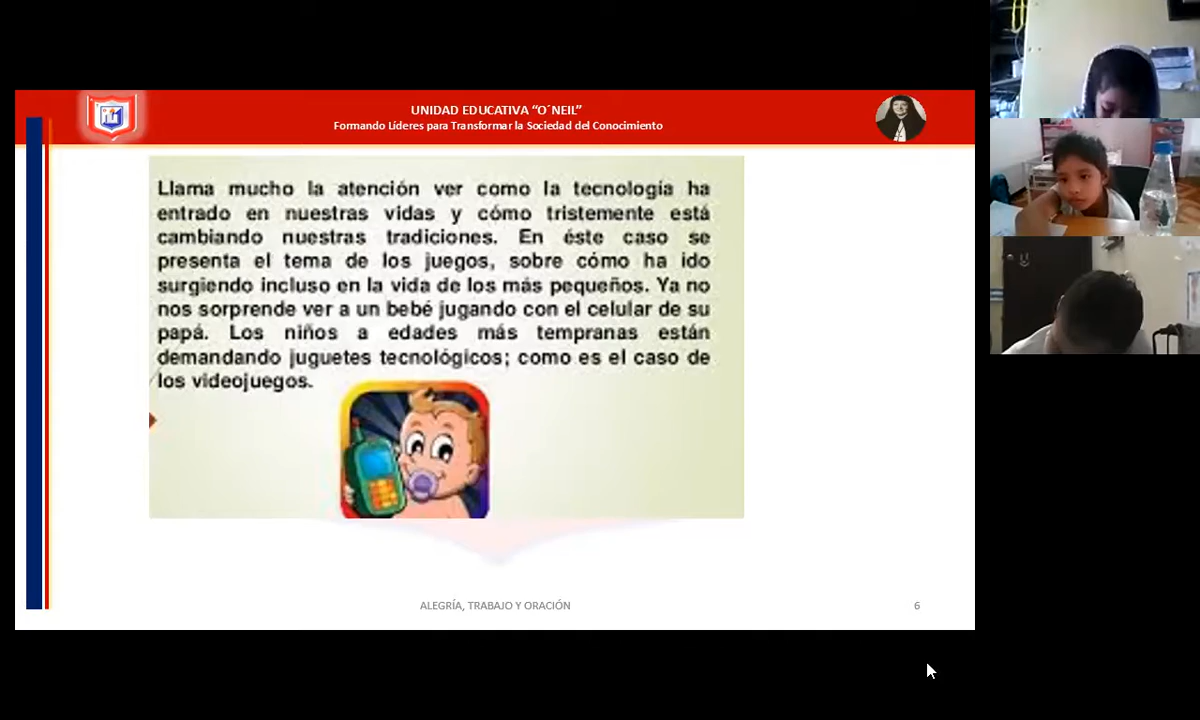 UNIDAD EDUCATIVA “O´NEIL”
Formando Líderes para Transformar la Sociedad del Conocimiento
Llama mucho la atención ver como la tecnología ha
entrado en nuestras vidas y cómo tristemente está
cambiando nuestras tradiciones. En éste caso se
presenta el tema de los juegos, sobre cómo ha ido
surgiendo incluso en la vida de los más pequeños. Ya no
nos sorprende ver a un bebé jugando con el celular de su
papá. Los niños a edades más tempranas están
demandando juguetes tecnológicos; como es el caso de
los videojuegos.
ALEGRÍA, TRABAJO Y ORACIÓN
6